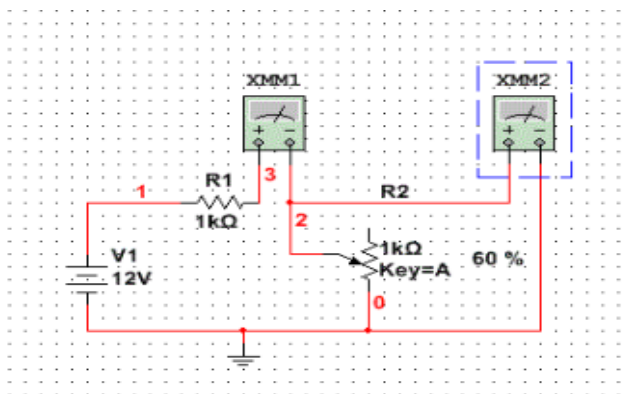 XMM1
XMM2
+ −
+ −
1
R1
3
R2
1kΩ
2
V1
12V
1kΩ
Key=A
60 %
0